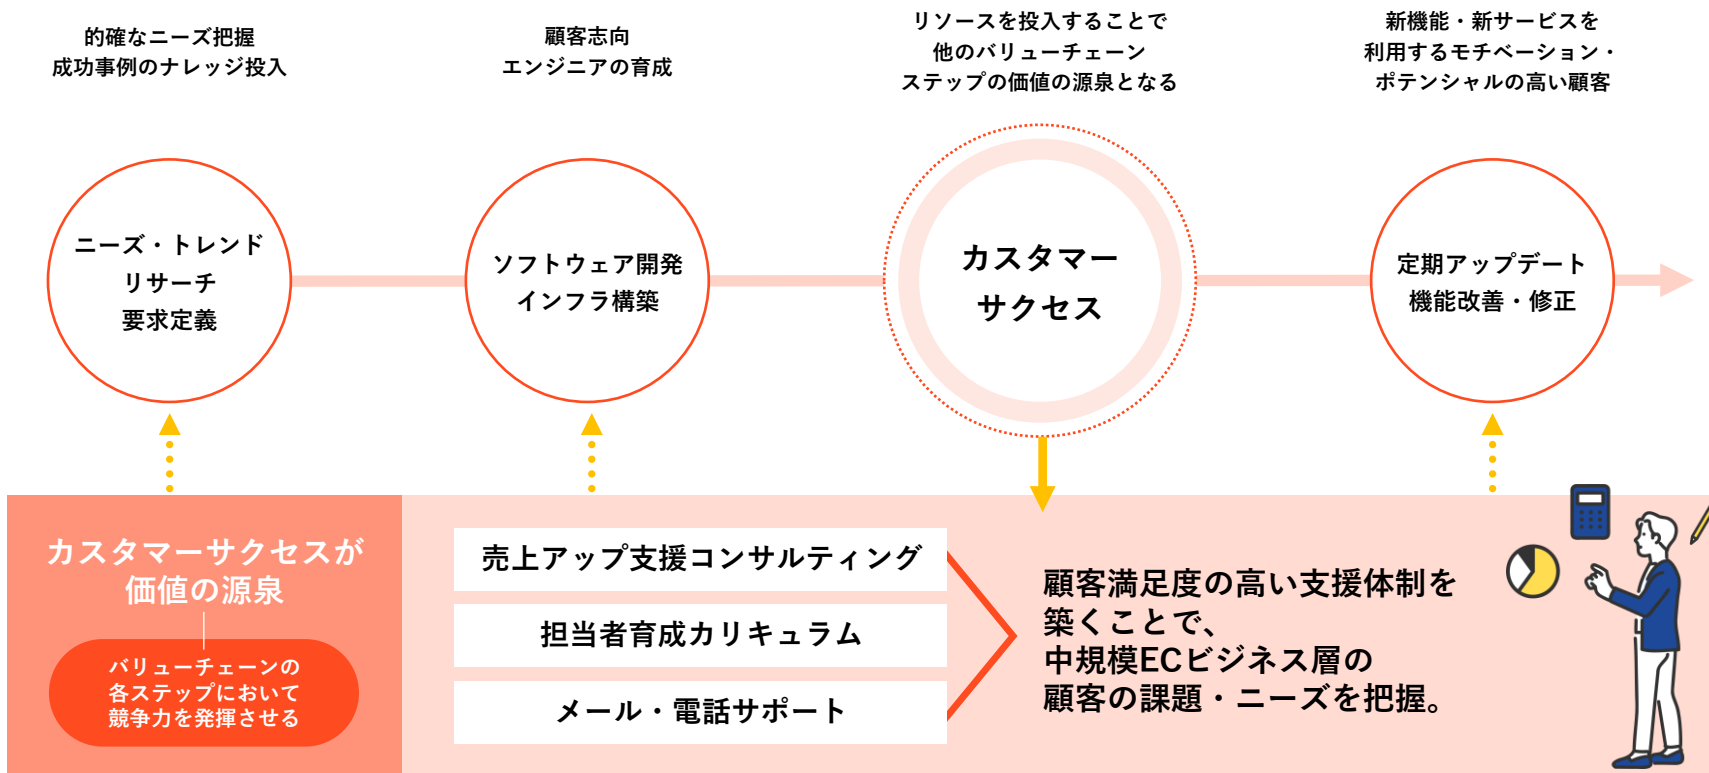 的確なニーズ把握
成功事例のナレッジ投入
顧客志向
エンジニアの育成
リソースを投入することで
他のバリューチェーン
ステップの価値の源泉となる
新機能・新サービスを
利用するモチベーション・
ポテンシャルの高い顧客
ニーズ・トレンド
リサーチ
要求定義
ソフトウェア開発
インフラ構築
カスタマー
サクセス
定期アップデート
機能改善・修正
カスタマーサクセスが
価値の源泉
バリューチェーンの
各ステップにおいて
競争力を発揮させる
売上アップ支援コンサルティング
担当者育成カリキュラム
メール・電話サポート
顧客満足度の高い支援体制を
築くことで、
中規模ECビジネス層の
顧客の課題・ニーズを把握。